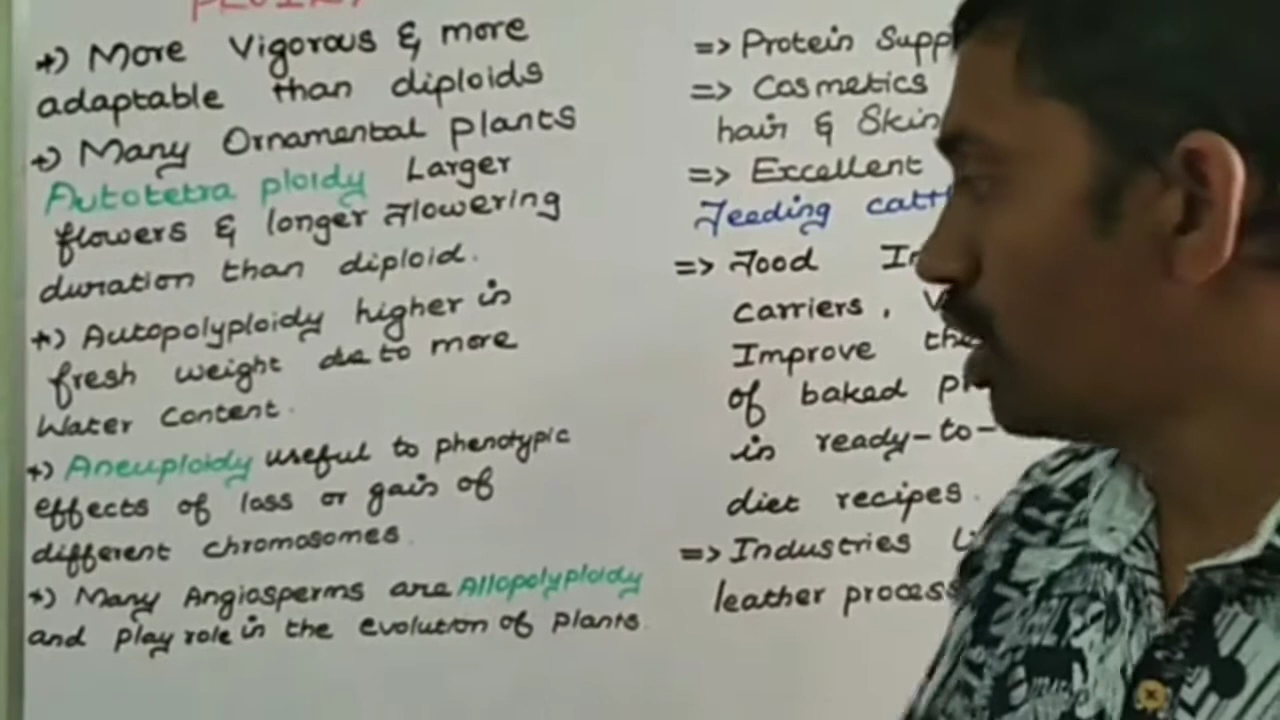 +) More Vigorous & more
adaptable than diploids
+) Many Ornamental plants
Autotetra ploidy Larger
flowers & longer flowering
duration than diploid.
+) Autopolyploidy higher in
fresh weight due to more
Water Content.
+) Aneuploidy useful to phenotypic
effects of loss or gain of
different chromosomes.
+) Many Angiosperms are Allopolyploidy
and play role in the evolution of plants.
=> Protein
=> Cosmetics
hair & Skin
=> Excellent
Feeding
=> Food
carriers,
Improve
of baked
in ready-to-
diet recipes.
=> Industries
leather